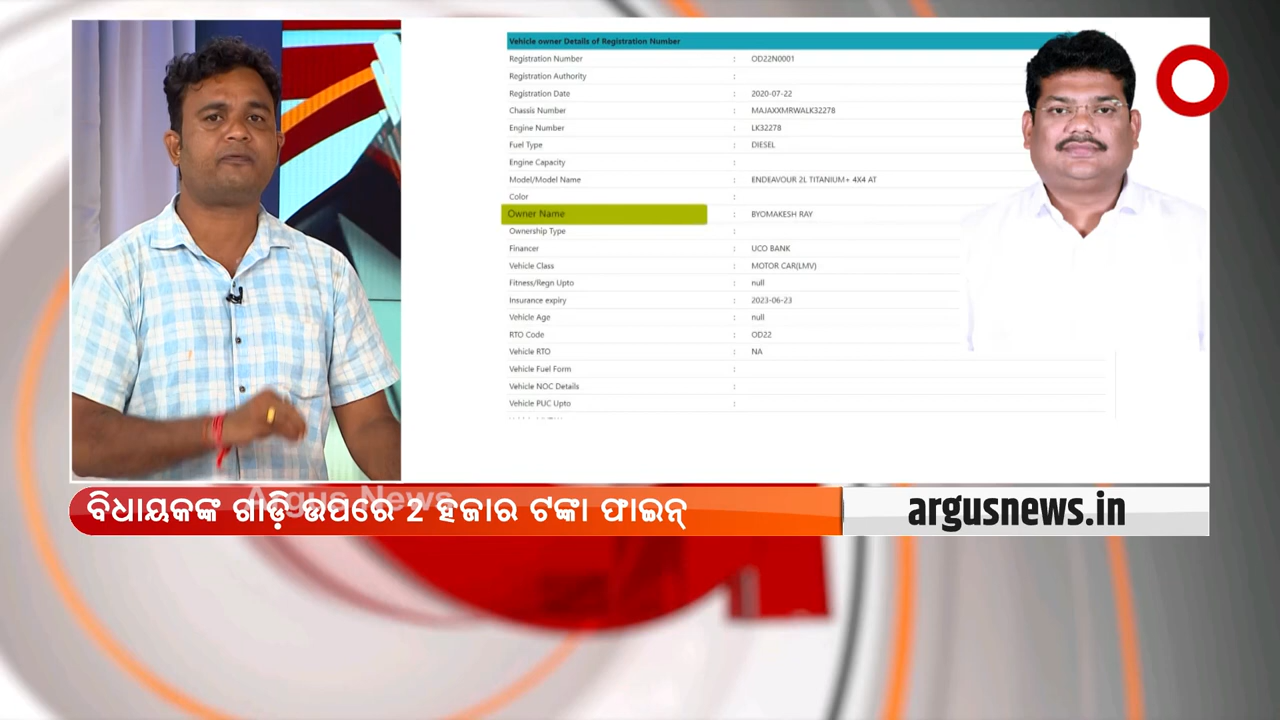 Vehicle owner Details of Registration Number
Registration Number : OD22N0001
Registration Authority :
Registration Date : 2020-07-22
Chassis Number : MAJAXXMRWALK32278
Engine Number : LK32278
Fuel Type : DIESEL
Engine Capacity :
Model/Model Name : ENDEAVOUR 2L TITANIUM+ 4X4 AT
Color :
Owner Name : BYOMAKESH RAY
Ownership Type :
Financer : UCO BANK
Vehicle Class : MOTOR CAR(LMV)
Fitness/Regn Upto : null
Insurance expiry : 2023-06-23
Vehicle Age : null
RTO Code : OD22
Vehicle RTO : NA
Vehicle Fuel Form :
Vehicle NOC Details :
Vehicle PUC Upto :
Argus News
ବିଧାୟକଙ୍କ ଗାଡ଼ି ଉପରେ 2 ହଜାର ଟଙ୍କା ଫାଇନ୍
argusnews.in